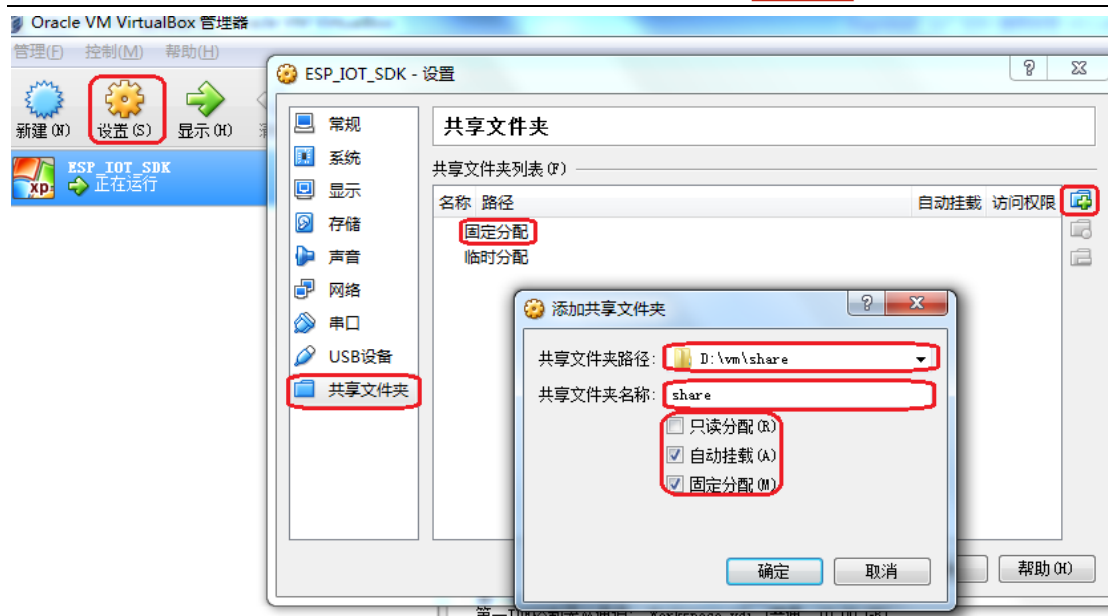 Oracle VM VirtualBox 管理器
管理(F) 控制(M) 帮助(H)
新建(N) 设置(S) 显示(H)
ESP_IOT_SDK
正在运行
ESP_IOT_SDK - 设置
常规
系统
显示
存储
声音
网络
串口
USB设备
共享文件夹
共享文件夹
共享文件夹列表(F)
名称 路径 自动挂载 访问权限
固定分配
临时分配
添加共享文件夹
共享文件夹路径: D:\vm\share
共享文件夹名称: share
只读分配(R)
自动挂载(A)
固定分配(M)
确定 取消
帮助(H)